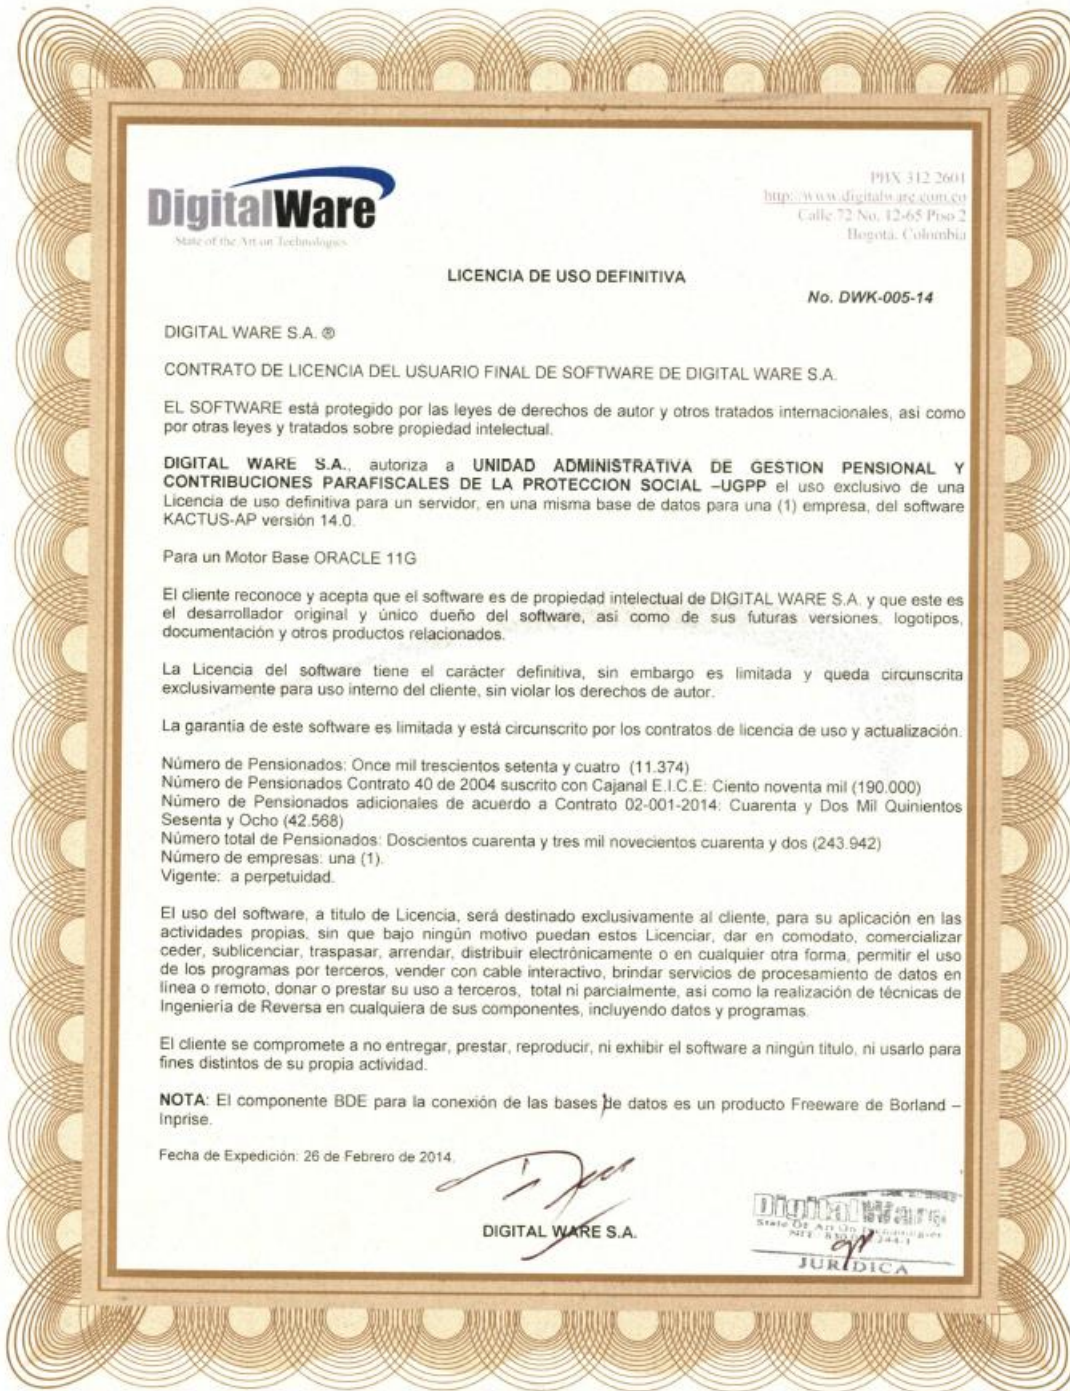 DigitalWare
State of the Art on Technologies
PBX 312 2601
http://www.digitalware.com.co
Calle 72 No. 12-65 Piso 2
Bogotá, Colombia
LICENCIA DE USO DEFINITIVA
No. DWK-005-14
DIGITAL WARE S.A. ®
CONTRATO DE LICENCIA DEL USUARIO FINAL DE SOFTWARE DE DIGITAL WARE S.A.
EL SOFTWARE está protegido por las leyes de derechos de autor y otros tratados internacionales, asi como
por otras leyes y tratados sobre propiedad intelectual.
DIGITAL WARE S.A., autoriza a UNIDAD ADMINISTRATIVA DE GESTION PENSIONAL Y
CONTRIBUCIONES PARAFISCALES DE LA PROTECCION SOCIAL –UGPP el uso exclusivo de una
Licencia de uso definitiva para un servidor, en una misma base de datos para una (1) empresa, del software
KACTUS-AP versión 14.0.
Para un Motor Base ORACLE 11G
El cliente reconoce y acepta que el software es de propiedad intelectual de DIGITAL WARE S.A. y que este es
el desarrollador original y único dueño del software, asi como de sus futuras versiones, logotipos,
documentación y otros productos relacionados.
La Licencia del software tiene el carácter definitiva, sin embargo es limitada y queda circunscrita
exclusivamente para uso interno del cliente, sin violar los derechos de autor.
La garantía de este software es limitada y está circunscrito por los contratos de licencia de uso y actualización.
Número de Pensionados: Once mil trescientos setenta y cuatro (11.374)
Número de Pensionados Contrato 40 de 2004 suscrito con Cajanal E.I.C.E: Ciento noventa mil (190.000)
Número de Pensionados adicionales de acuerdo a Contrato 02-001-2014: Cuarenta y Dos Mil Quinientos
Sesenta y Ocho (42.568)
Número total de Pensionados: Doscientos cuarenta y tres mil novecientos cuarenta y dos (243.942)
Número de empresas: una (1).
Vigente: a perpetuidad.
El uso del software, a titulo de Licencia, será destinado exclusivamente al cliente, para su aplicación en las
actividades propias, sin que bajo ningún motivo puedan estos Licenciar, dar en comodato, comercializar
ceder, sublicenciar, traspasar, arrendar, distribuir electrónicamente o en cualquier otra forma, permitir el uso
de los programas por terceros, vender con cable interactivo, brindar servicios de procesamiento de datos en
línea o remoto, donar o prestar su uso a terceros, total ni parcialmente, asi como la realización de técnicas de
Ingeniería de Reversa en cualquiera de sus componentes, incluyendo datos y programas.
El cliente se compromete a no entregar, prestar, reproducir, ni exhibir el software a ningún titulo, ni usarlo para
fines distintos de su propia actividad.
NOTA: El componente BDE para la conexión de las bases de datos es un producto Freeware de Borland –
Inprise.
Fecha de Expedición: 26 de Febrero de 2014.
DIGITAL WARE S.A.
Digital Ware
State Of Art On Technologies
NIT.
JURIDICA